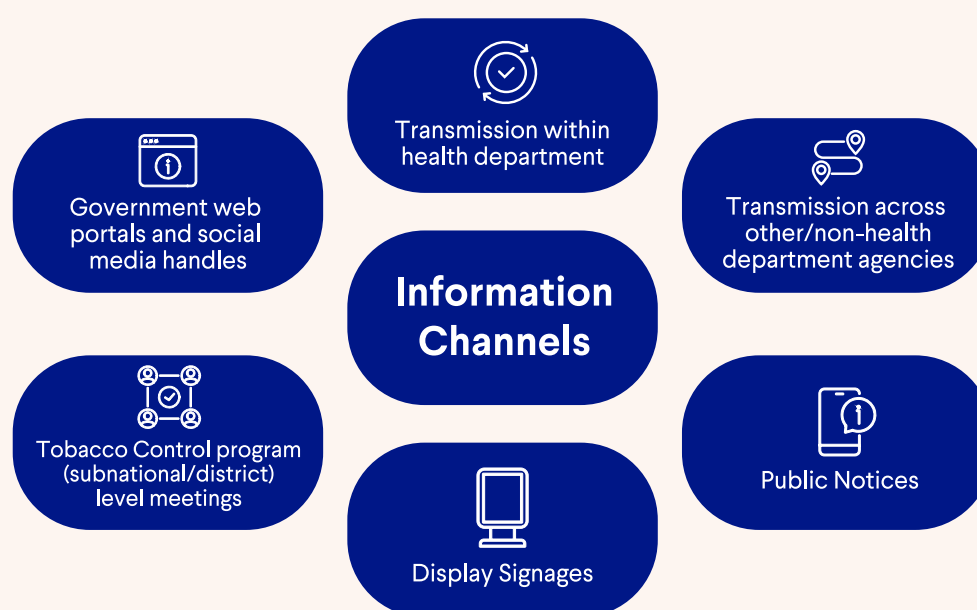 Transmission within
health department
Government web
portals and social
media handles
Transmission across
other/non-health
department agencies
Information
Channels
Tobacco Control program
(subnational/district)
level meetings
Public Notices
Display Signages